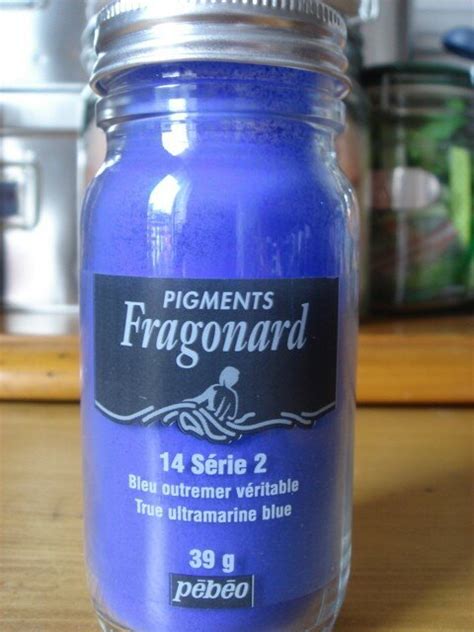 PIGMENTS
Fragonard
14 Série 2
Bleu outremer véritable
True ultramarine blue
39 g
pēbēo